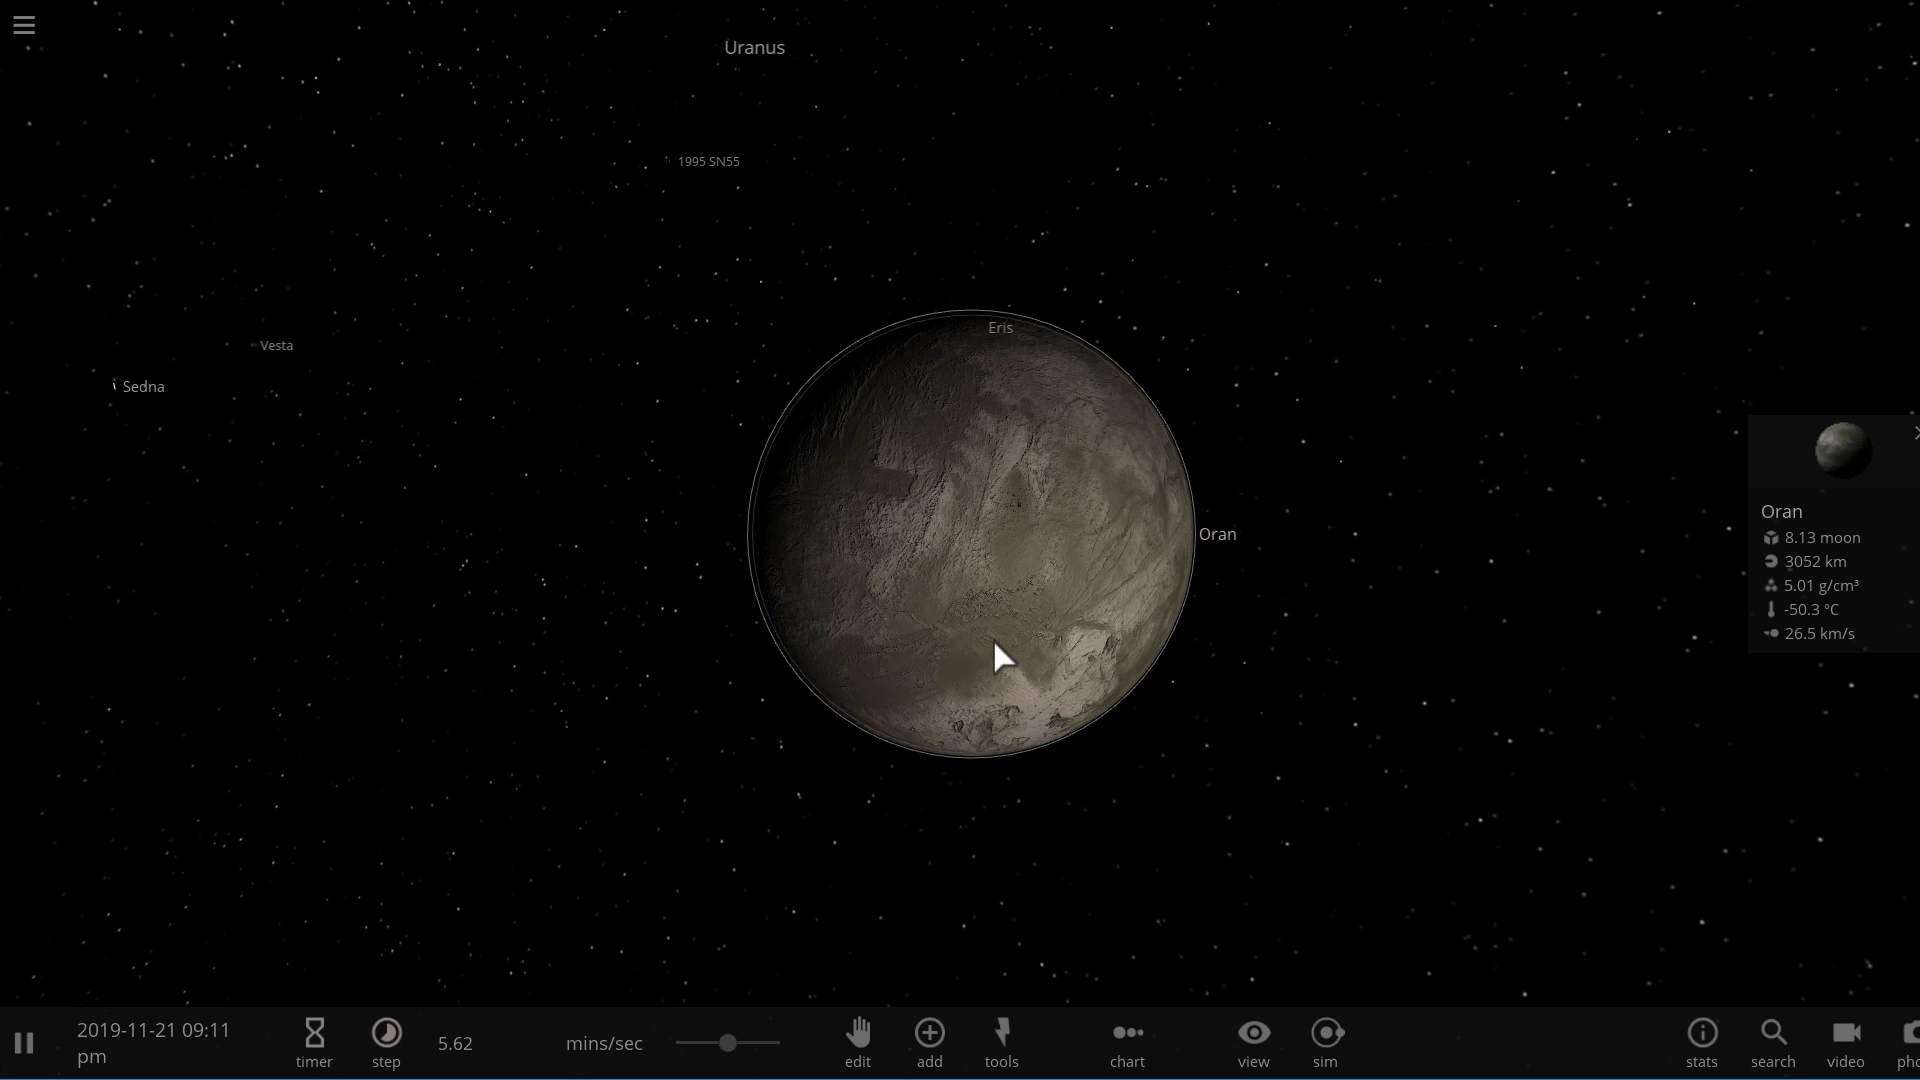 Uranus
1995 SN55
Eris
Vesta
Sedna
Oran
Oran
8.13 moon
3052 km
5.01 g/cm³
-50.3 °C
26.5 km/s
2019-11-21 09:11
pm
timer
step
5.62
mins/sec
edit
add
tools
chart
view
sim
stats
search
video
pho